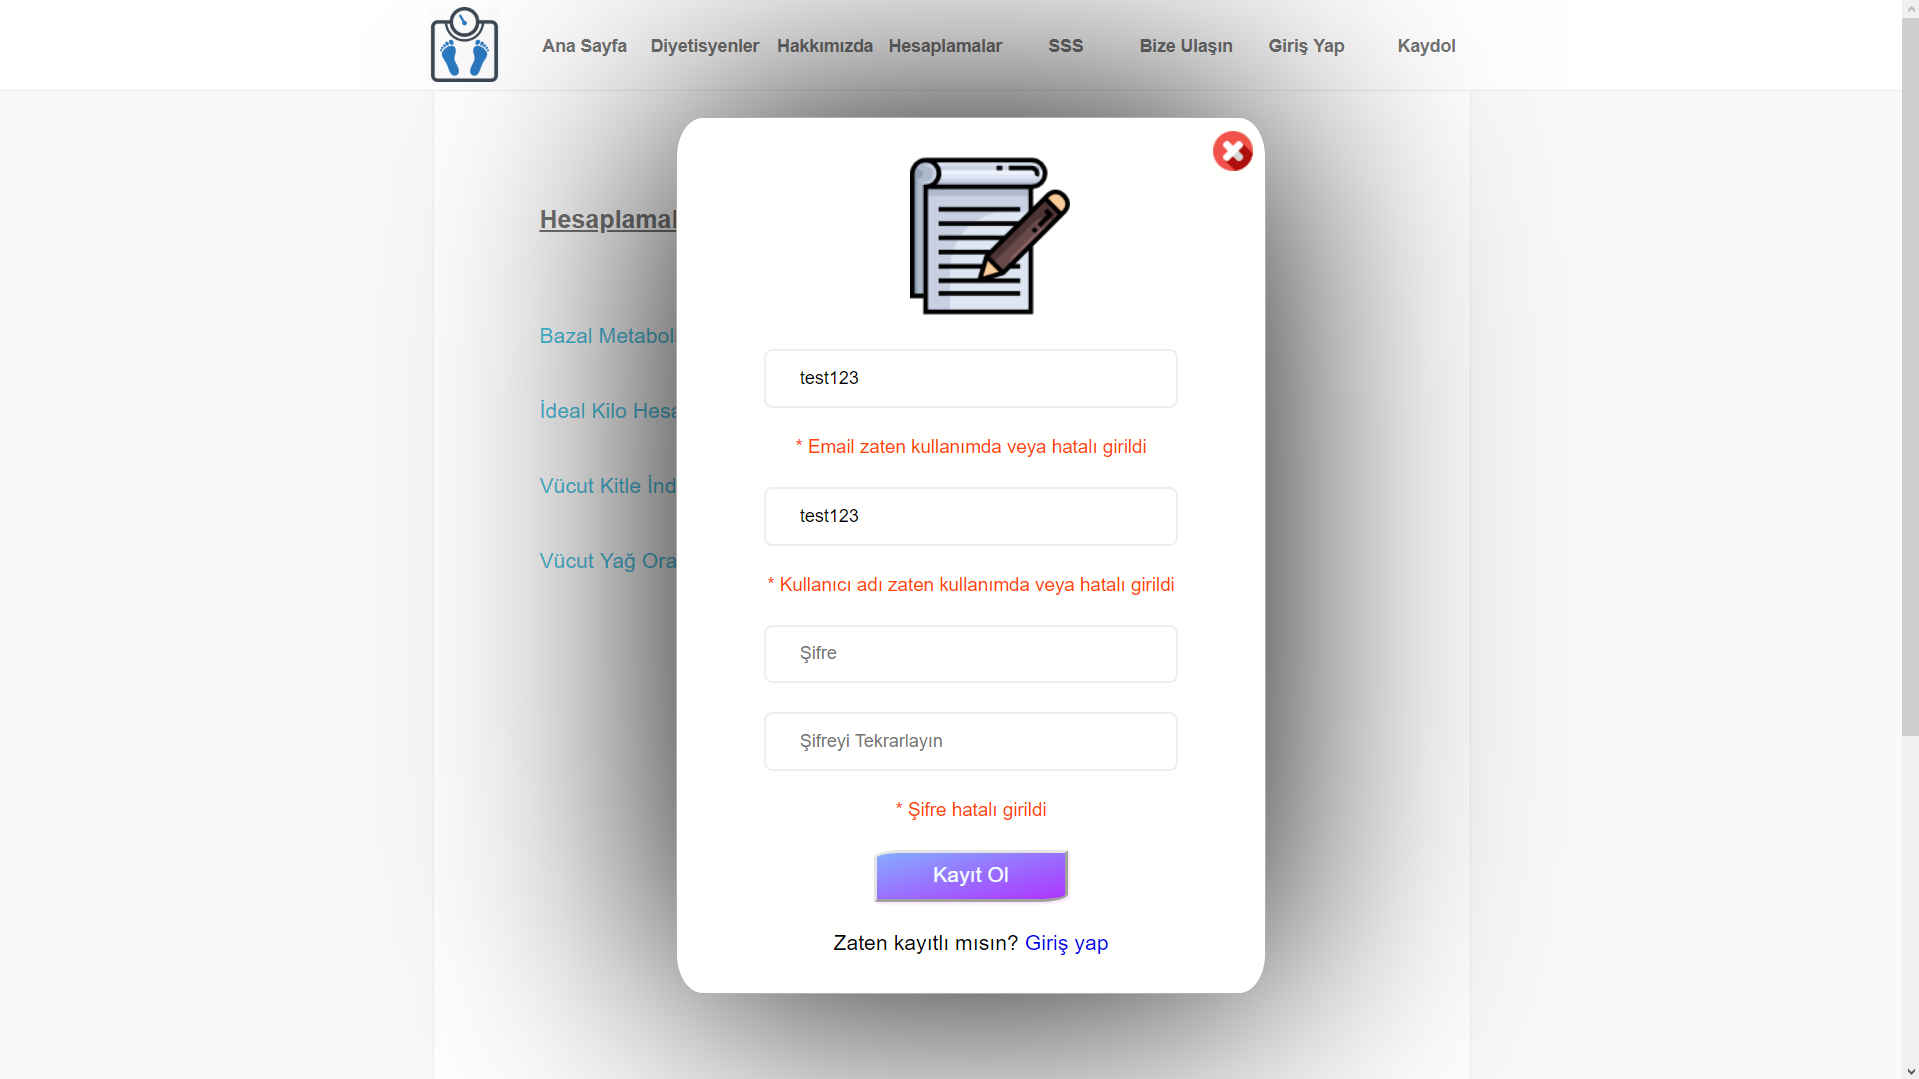 Ana Sayfa Diyetisyenler Hakkımızda Hesaplamalar SSS Bize Ulaşın Giriş Yap Kaydol
Hesaplamal
Bazal Metaboli
İdeal Kilo Hesa
Vücut Kitle İnd
Vücut Yağ Ora
test123
* Email zaten kullanımda veya hatalı girildi
test123
* Kullanıcı adı zaten kullanımda veya hatalı girildi
Şifre
Şifreyi Tekrarlayın
* Şifre hatalı girildi
Kayıt Ol
Zaten kayıtlı mısın? Giriş yap